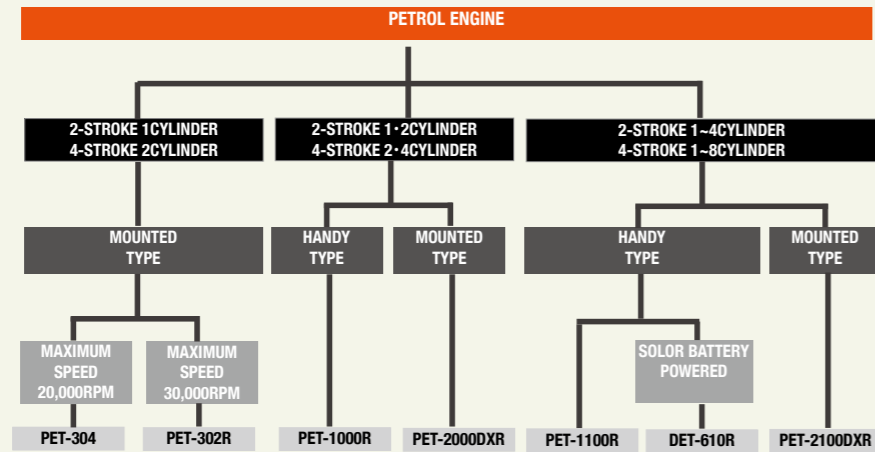 PETROL ENGINE
2-STROKE 1CYLINDER
4-STROKE 2CYLINDER
2-STROKE 1・2CYLINDER
4-STROKE 2・4CYLINDER
2-STROKE 1~4CYLINDER
4-STROKE 1~8CYLINDER
MOUNTED
TYPE
HANDY
TYPE
MOUNTED
TYPE
HANDY
TYPE
MOUNTED
TYPE
MAXIMUM
SPEED
20,000RPM
MAXIMUM
SPEED
30,000RPM
SOLOR BATTERY
POWERED
PET-304
PET-302R
PET-1000R
PET-2000DXR
PET-1100R
DET-610R
PET-2100DXR